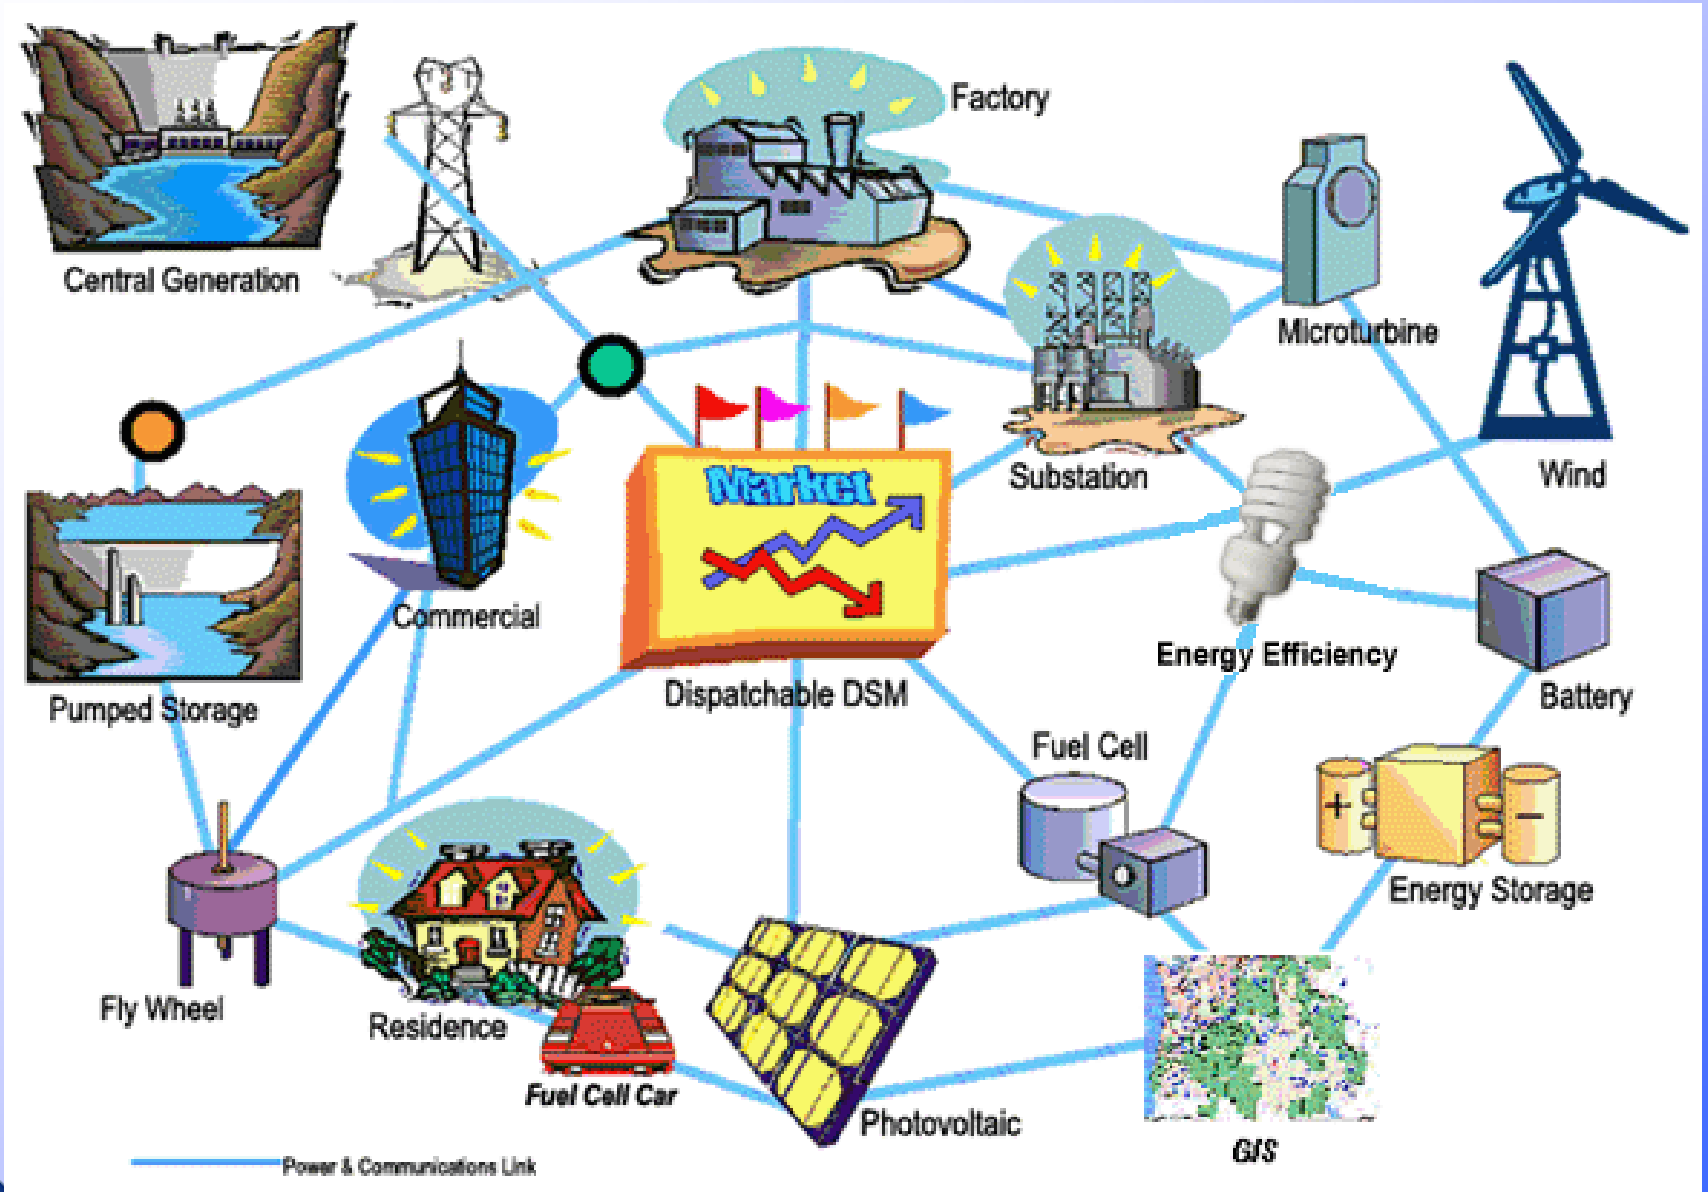 Factory
Central Generation
Microturbine
Market
Substation
Wind
Commercial
Energy Efficiency
Dispatchable DSM
Pumped Storage
Battery
Fuel Cell
+
-
Energy Storage
Fly Wheel
Residence
Fuel Cell Car
Photovoltaic
GIS
Power & Communications Link